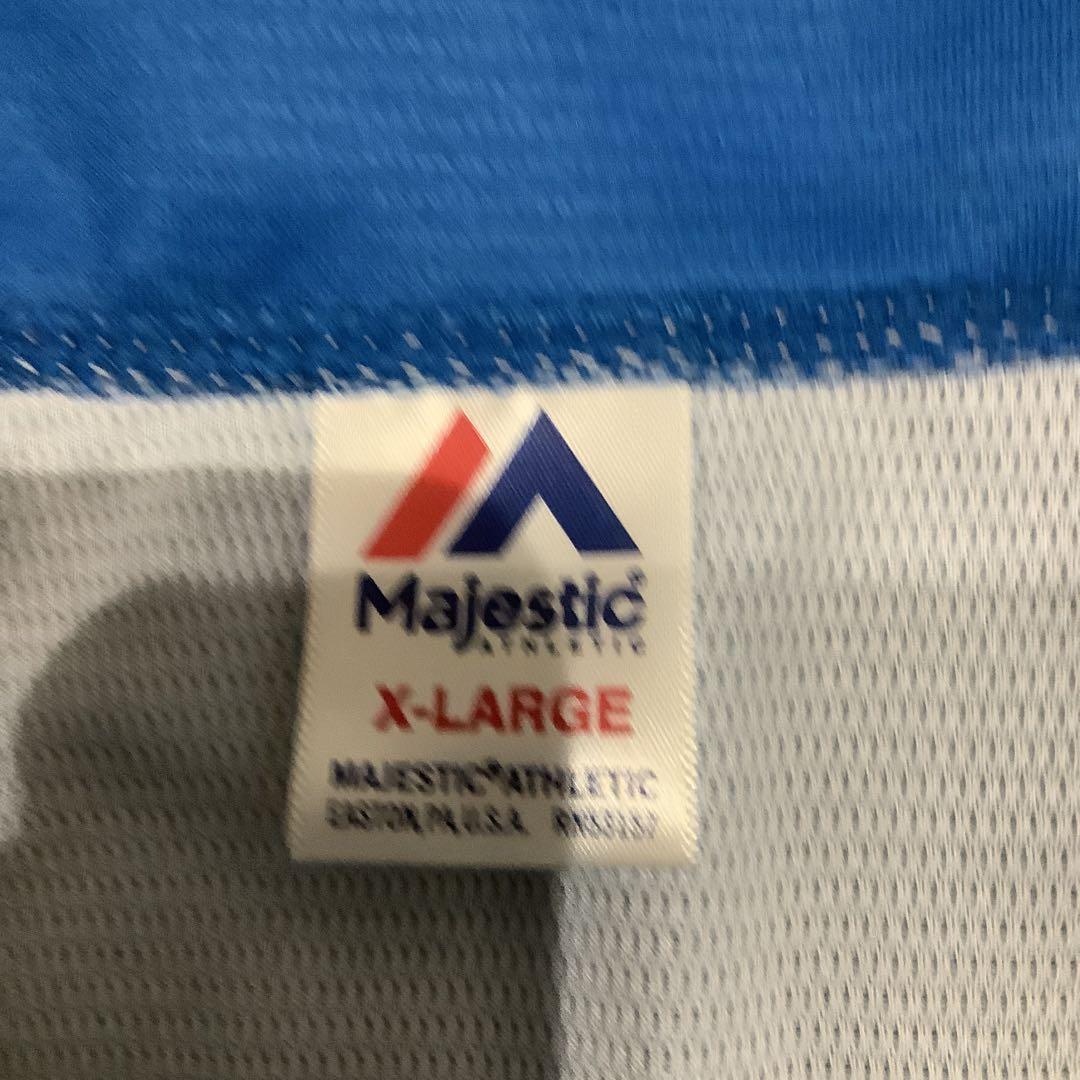 Majestic®
ATHLETIC
X-LARGE
MAJESTIC® ATHLETIC
EASTON, PA, U.S.A.